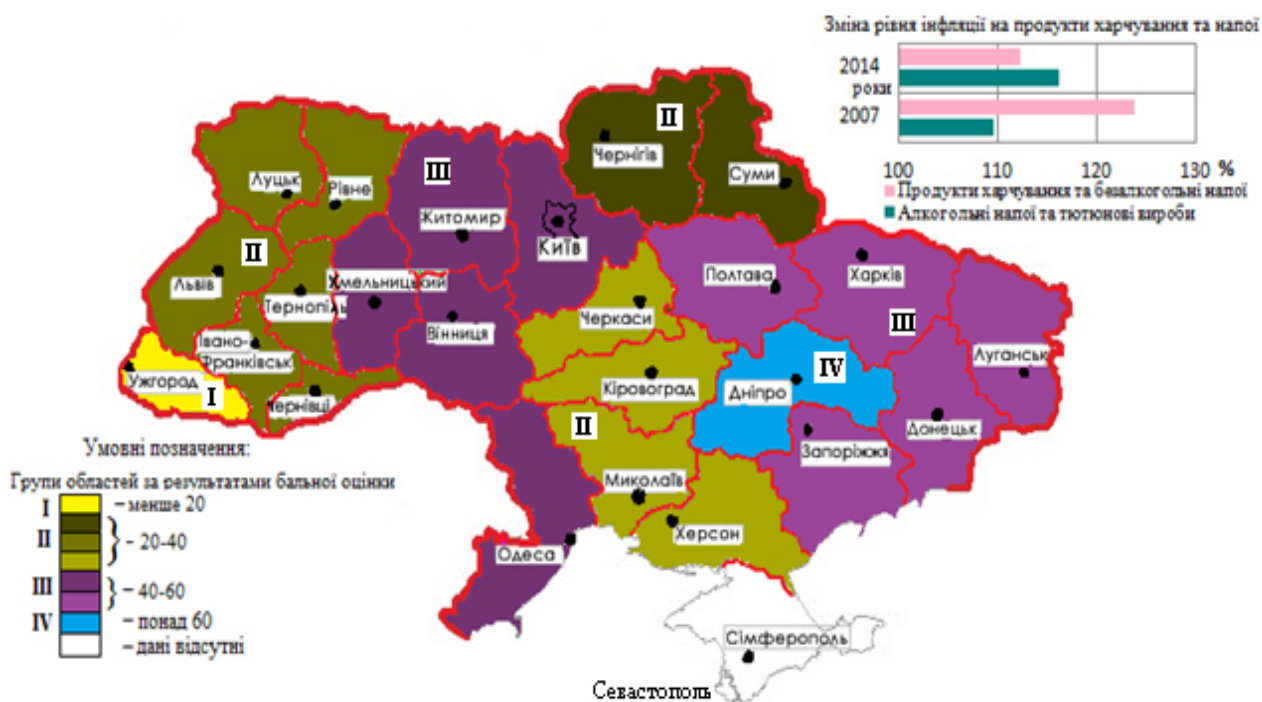 Зміна рівня інфляції на продукти харчування та напої
2014
роки
2007
100 110 120 130 %
Продукти харчування та безалкогольні напої
Алкогольні напої та тютюнові вироби
II
Чернігів
Суми
Луцьк
Рівне
III
Житомир
Київ
II
Львів
Тернопіль
Хмельницький
Вінниця
Черкаси
Полтава
Харків
III
Луганськ
Івано-
Франківськ
Ужгород
I
Чернівці
Кіровоград
Дніпро
IV
Донецьк
Запоріжжя
II
Миколаїв
Херсон
Одеса
Сімферополь
Севастополь
Умовні позначення:
Групи областей за результатами бальної оцінки
I – менше 20
II } – 20-40
III } – 40-60
IV – понад 60
– дані відсутні